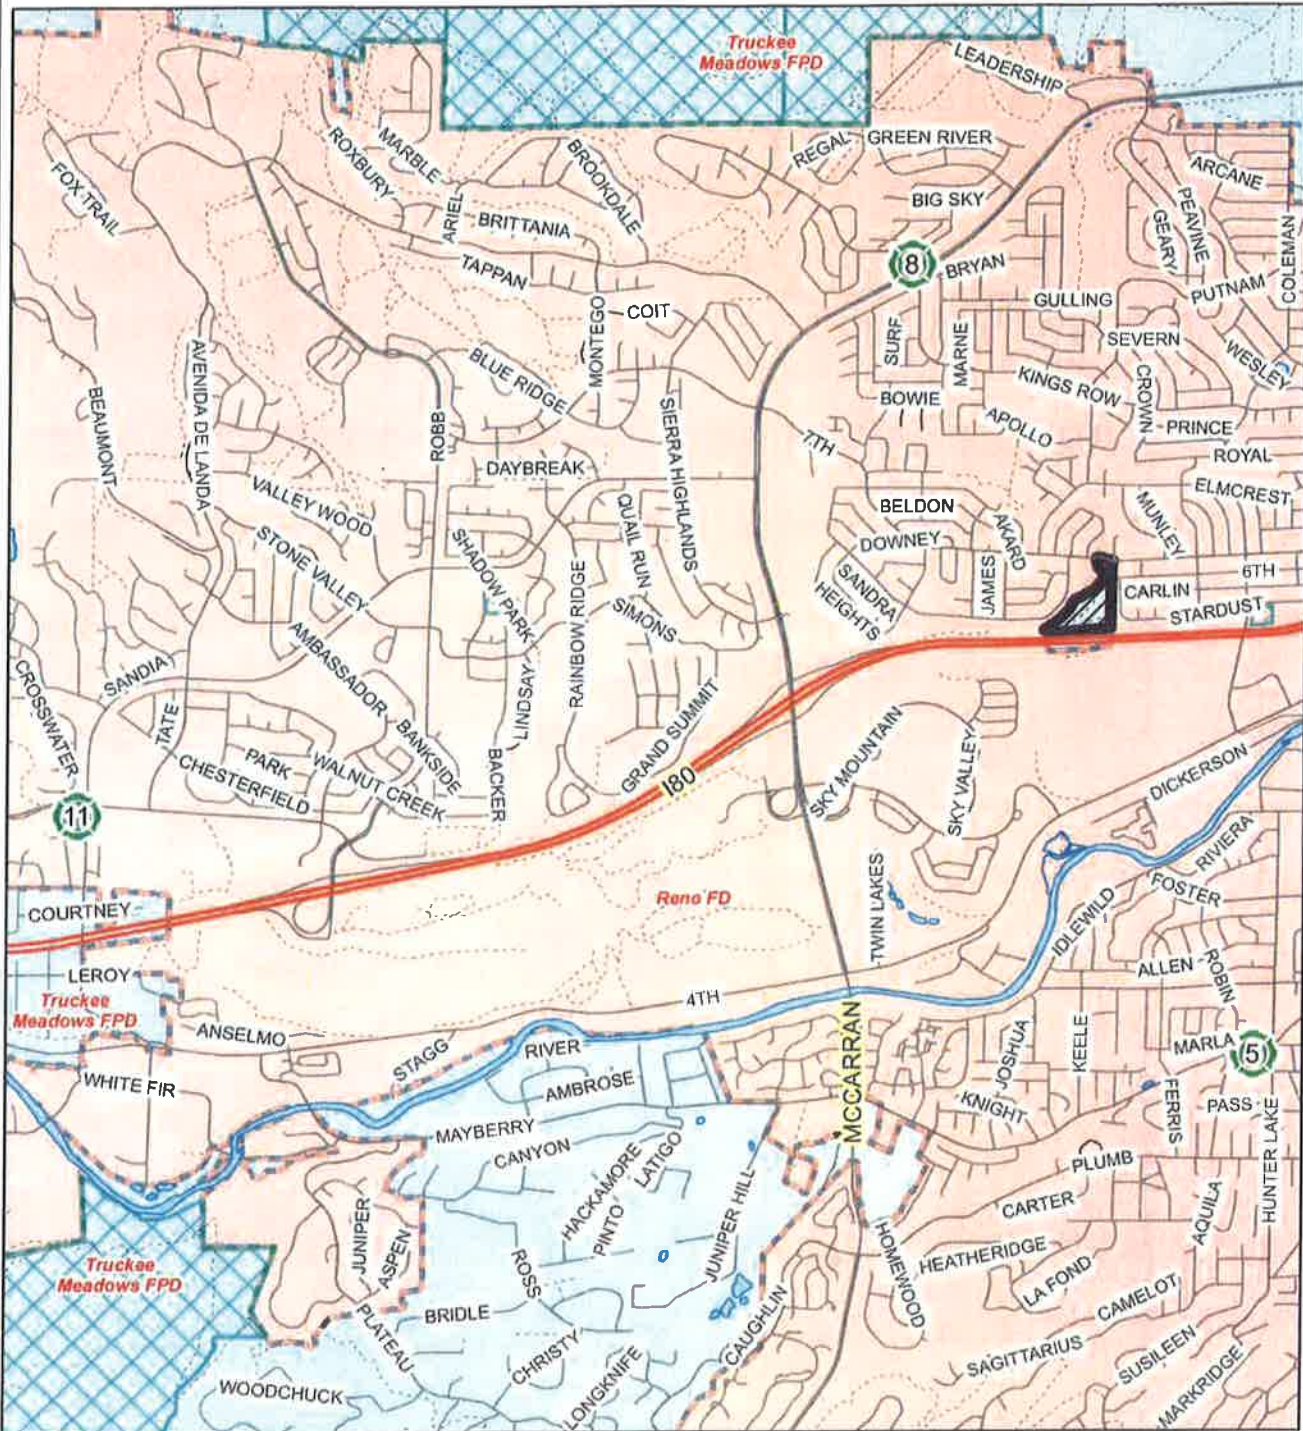 Truckee
Meadows FPD
LEADERSHIP
ROXBURY
MARBLE
BROOKDALE
REGAL
GREEN RIVER
ARCANE
FOX TRAIL
ARIEL
BRITTANIA
BIG SKY
PEAVINE
GEARY
COLEMAN
TAPPAN
8
BRYAN
PUTNAM
GULLING
COIT
MONTEGO
SURF
MARNE
SEVERN
WESLEY
AVENIDA DE LANDA
BLUE RIDGE
KINGS ROW
CROWN
BEAUMONT
ROBB
SIERRA HIGHLANDS
BOWIE
APOLLO
PRINCE
7TH
ROYAL
DAYBREAK
VALLEY WOOD
QUAIL RUN
BELDON
MUNLEY
ELMCREST
STONE VALLEY
SHADOW PARK
DOWNEY
AKARD
6TH
RAINBOW RIDGE
SANDRA
JAMES
CARLIN
SIMONS
HEIGHTS
STARDUST
AMBASSADOR
SANDIA
CROSSWATER
LINDSAY
TATE
BANKSIDE
GRAND SUMMIT
SKY MOUNTAIN
SKY VALLEY
PARK
WALNUT CREEK
BACKER
I80
DICKERSON
CHESTERFIELD
11
RIVIERA
TWIN LAKES
FOSTER
Reno FD
COURTNEY
IDLEWILD
LEROY
ALLEN
ROBIN
Truckee
Meadows FPD
4TH
ANSELMO
MCCARRAN
JOSHUA
KEELE
MARLA
5
STAGG
RIVER
WHITE FIR
AMBROSE
KNIGHT
FERRIS
PASS
MAYBERRY
CANYON
HACKAMORE
LATIGO
PLUMB
HUNTER LAKE
PINTO
JUNIPER HILL
CARTER
AQUILA
JUNIPER
ASPEN
HOMEWOOD
HEATHERIDGE
Truckee
Meadows FPD
ROSS
LA FOND
CAMELOT
BRIDLE
PLATEAU
CAUGHLIN
CHRISTY
SAGITTARIUS
SUSILEEN
WOODCHUCK
LONGKNIFE
MARKRIDGE